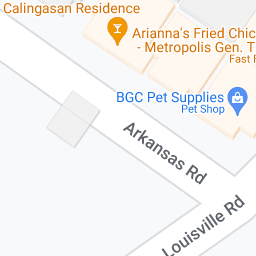 Calingasan Residence
Arianna's Fried Chic
- Metropolis Gen. T
Fast F
BGC Pet Supplies
Pet Shop
Arkansas Rd
Louisville Rd